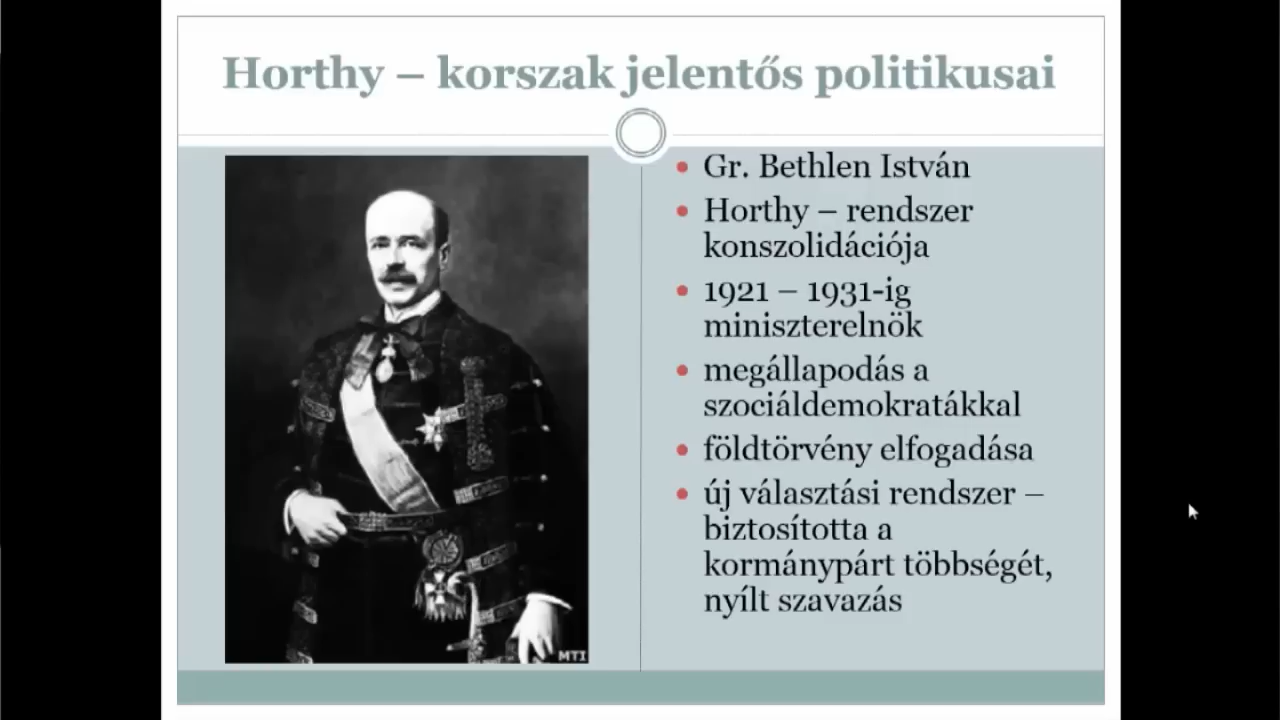 Horthy – korszak jelentős politikusai
Gr. Bethlen István
Horthy – rendszer
konszolidációja
1921 – 1931-ig
miniszterelnök
megállapodás a
szociáldemokratákkal
földtörvény elfogadása
új választási rendszer –
biztosította a
kormánypárt többségét,
nyílt szavazás
MTI